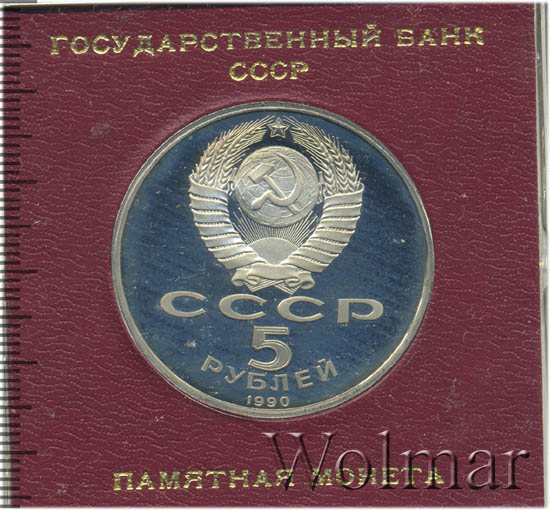 ГОСУДАРСТВЕННЫЙ БАНК
СССР
СССР
5
РУБЛЕЙ
1990
Wolmar
ПАМЯТНАЯ МОНЕТА